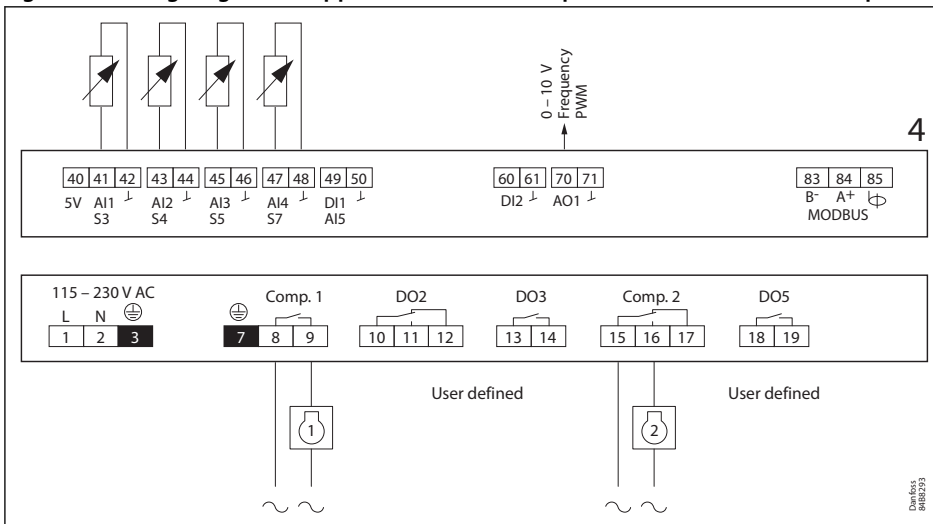 0 – 10 V
Frequency
PWM
4
40 41 42 43 44 45 46 47 48 49 50 60 61 70 71 83 84 85
5V AI1 AI2 AI3 AI4 DI1 DI2 AO1 B- A+
S3 S4 S5 S7 AI5 MODBUS
115 – 230 V AC Comp. 1 DO2 DO3 Comp. 2 DO5
L N
1 2 3 7 8 9 10 11 12 13 14 15 16 17 18 19
User defined User defined
1 2
Danfoss
84B8293